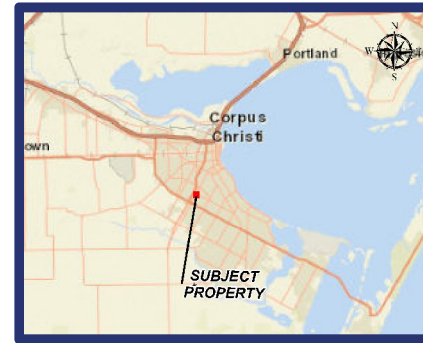 N
Portland
W
S
Corpus
Christi
own
SUBJECT
PROPERTY